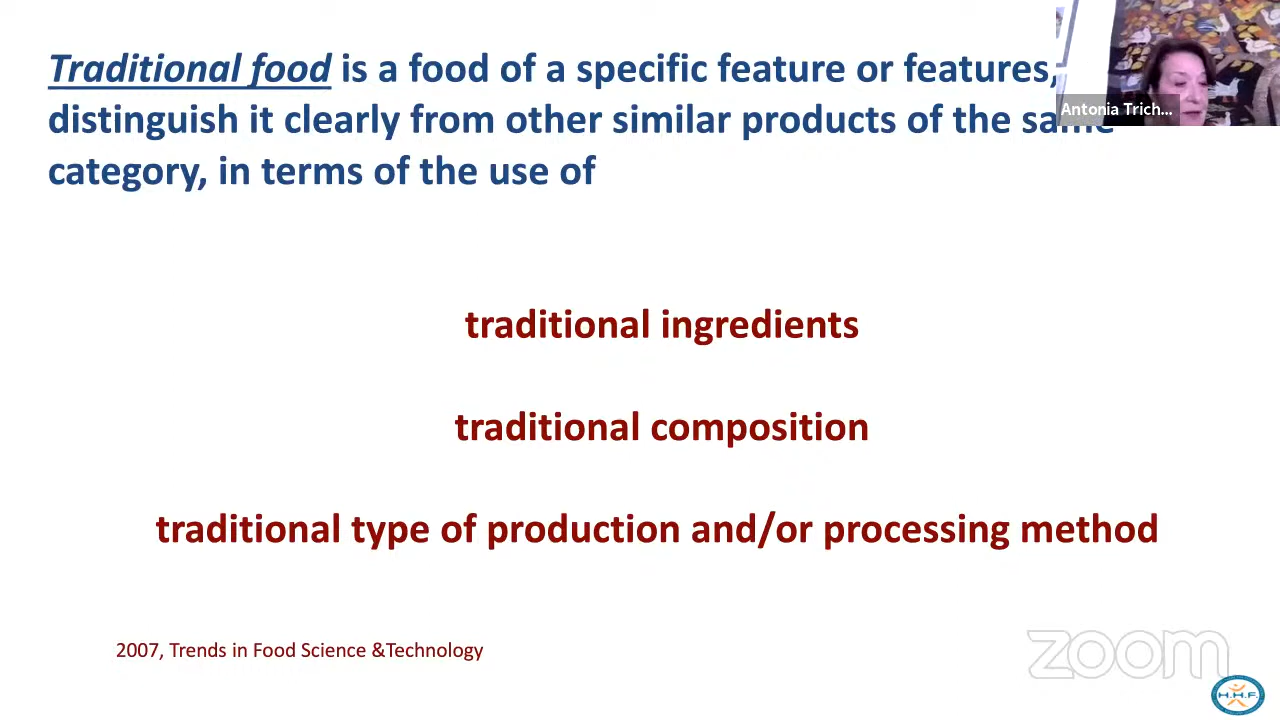 Traditional food is a food of a specific feature or features,
distinguish it clearly from other similar products of the same
category, in terms of the use of
Antonia Trich...
traditional ingredients
traditional composition
traditional type of production and/or processing method
2007, Trends in Food Science &Technology
zoom
H.H.F.